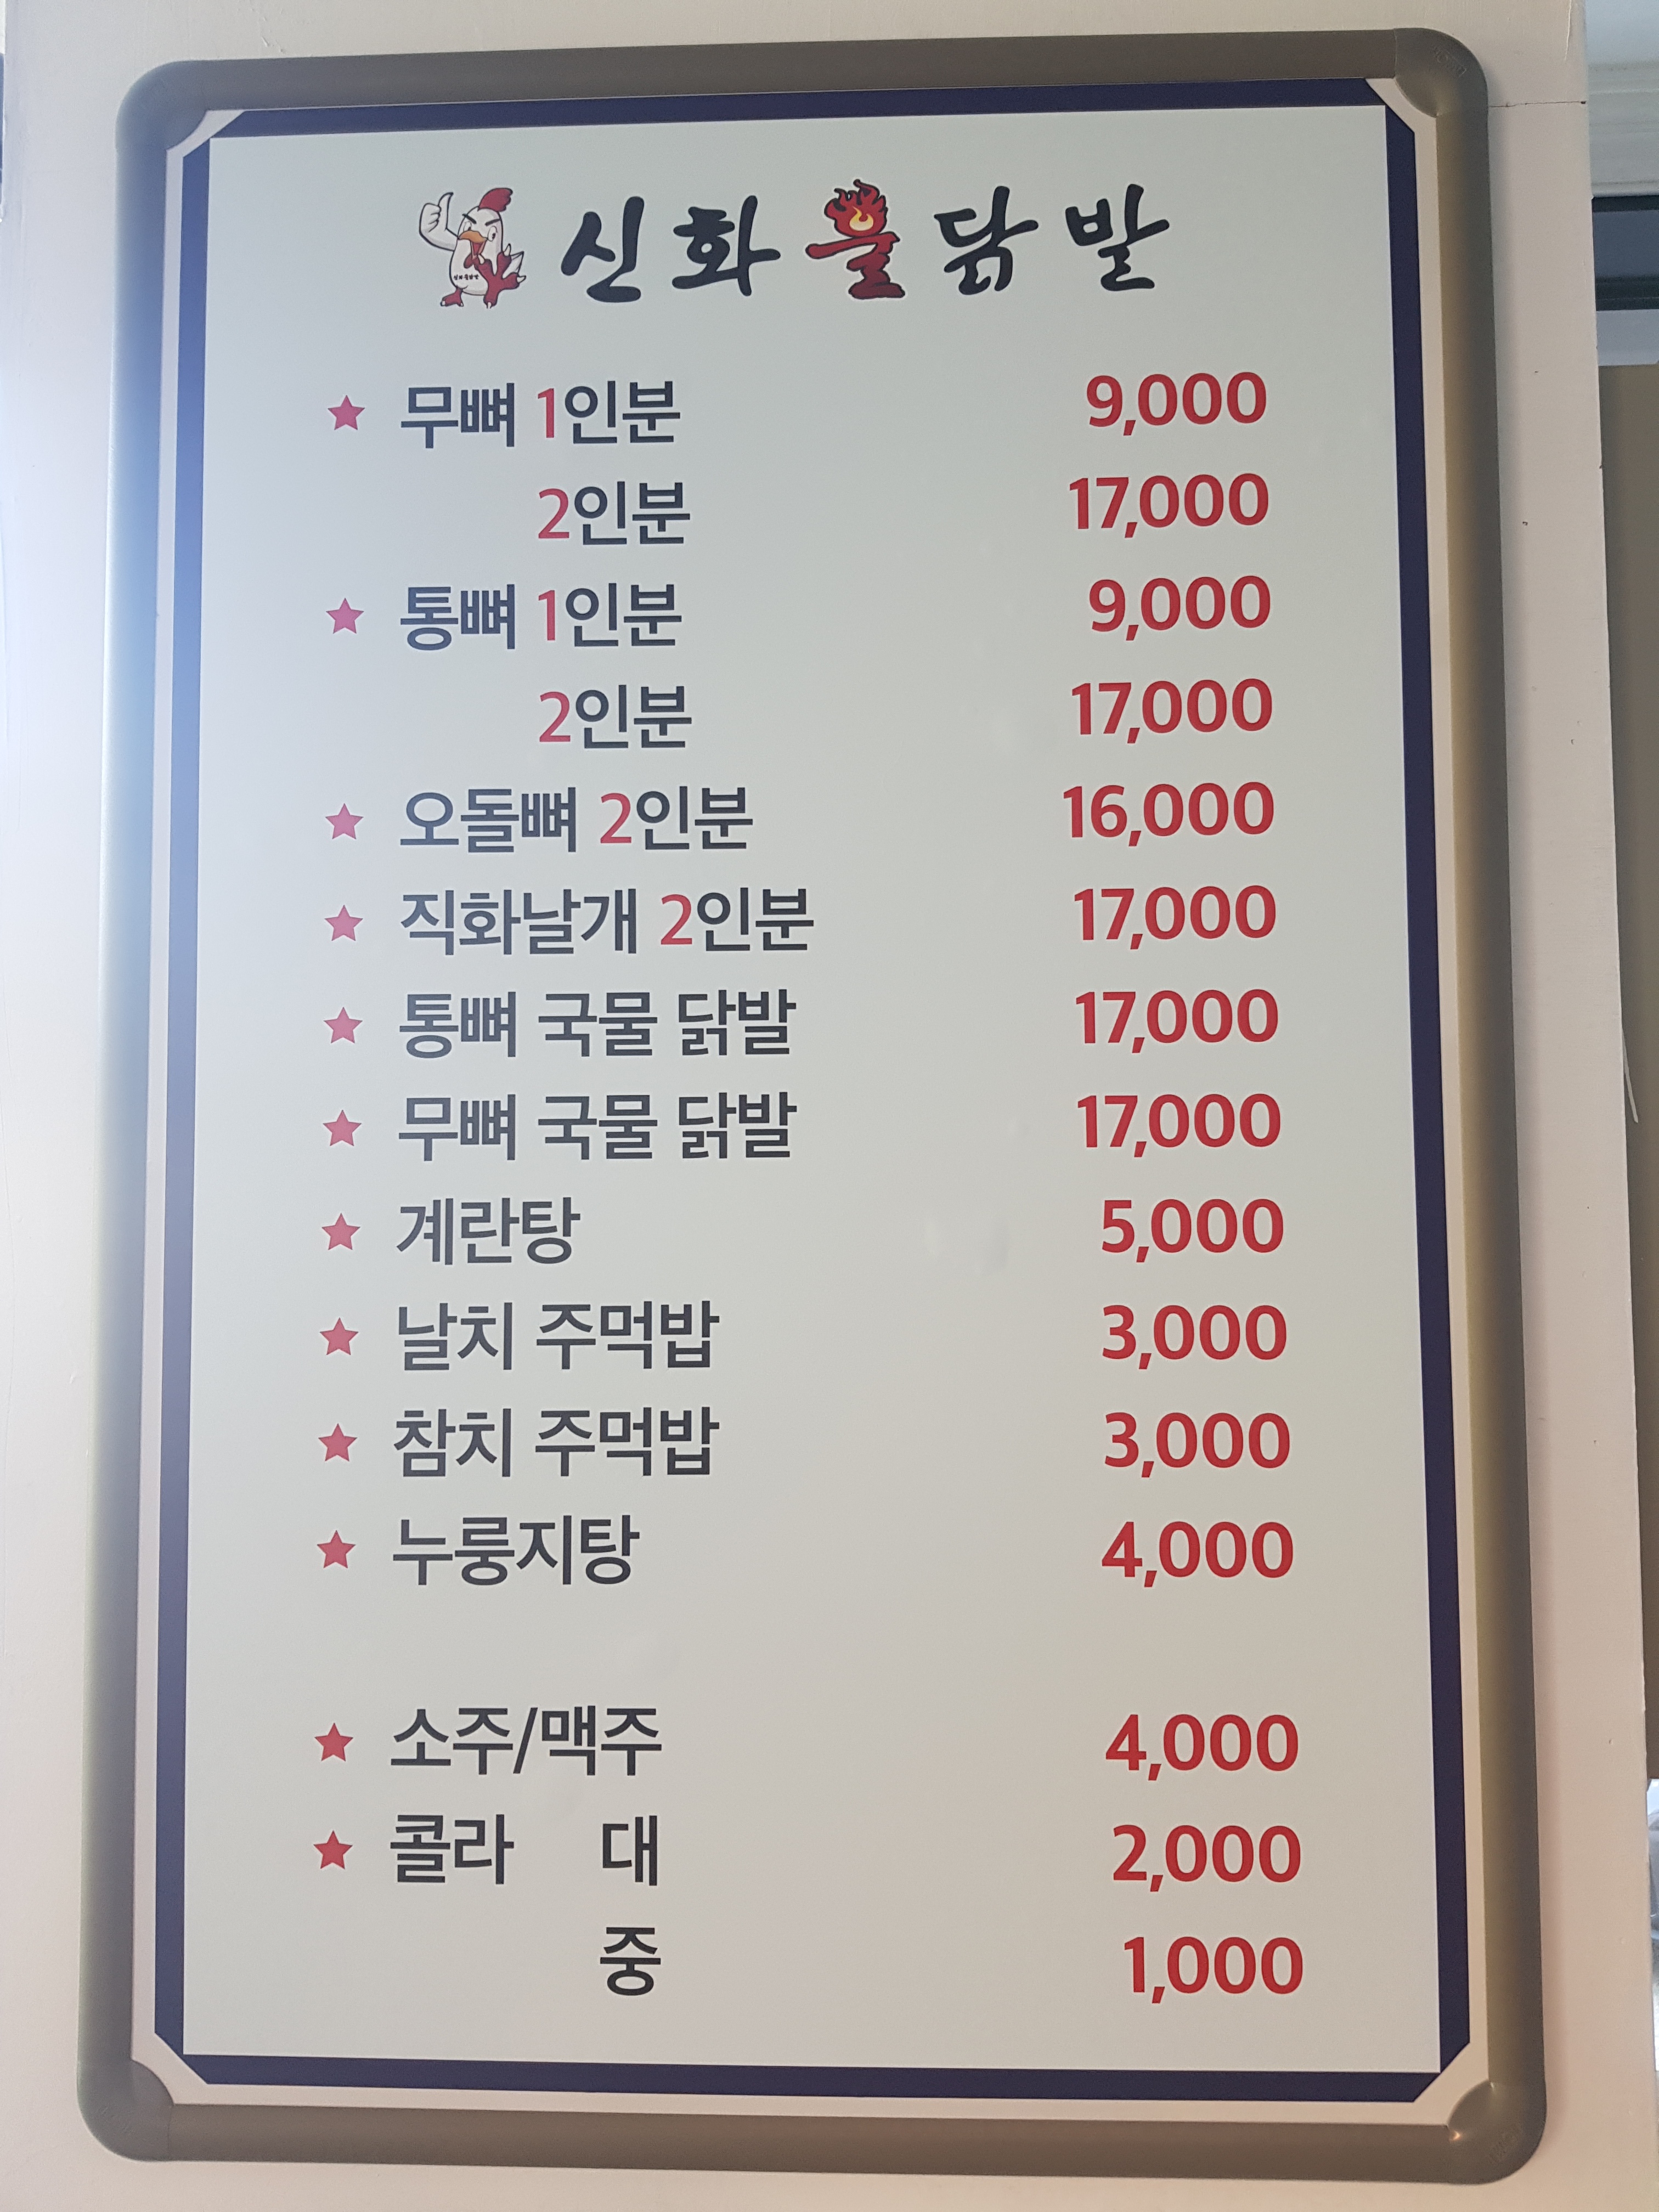 신화불닭발
★ 무뼈 1인분 9,000
2인분 17,000
★ 통뼈 1인분 9,000
2인분 17,000
★ 오돌뼈 2인분 16,000
★ 직화날개 2인분 17,000
★ 통뼈 국물 닭발 17,000
★ 무뼈 국물 닭발 17,000
★ 계란탕 5,000
★ 날치 주먹밥 3,000
★ 참치 주먹밥 3,000
★ 누룽지탕 4,000
★ 소주/맥주 4,000
★ 콜라 대 2,000
중 1,000